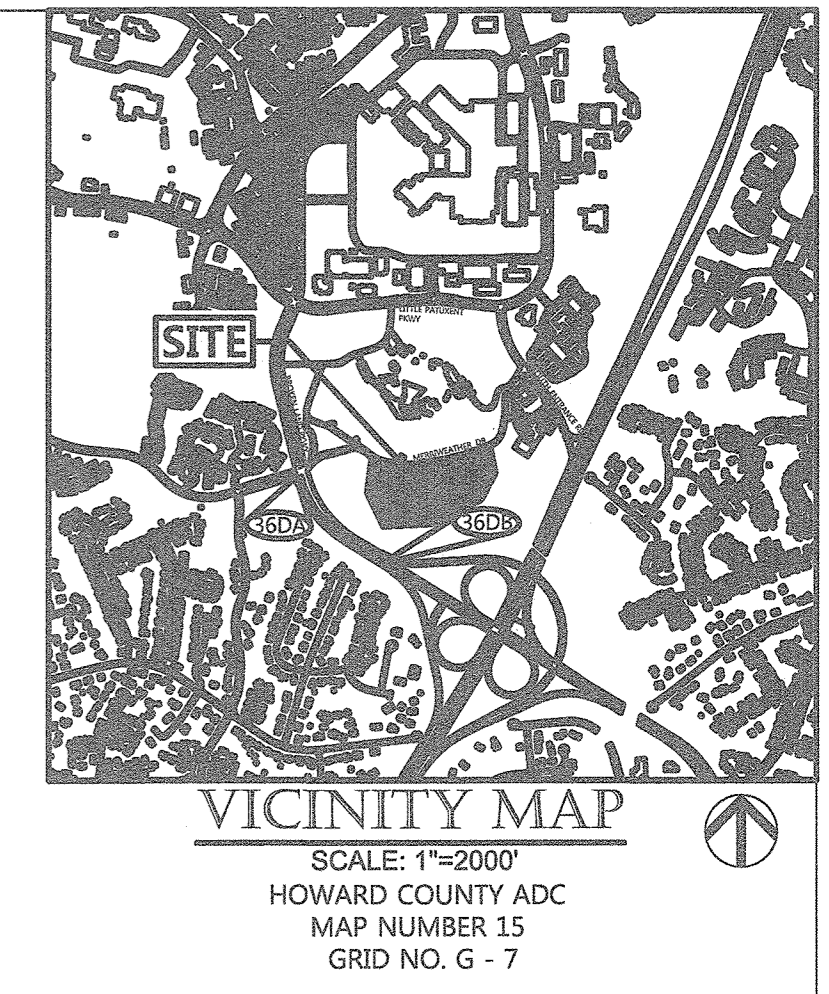 LITTLE PATUXENT
PKWY
SITE
MERRIWEATHER DR
36DA
36DB
VICINITY MAP
SCALE: 1"=2000'
HOWARD COUNTY ADC
MAP NUMBER 15
GRID NO. G - 7